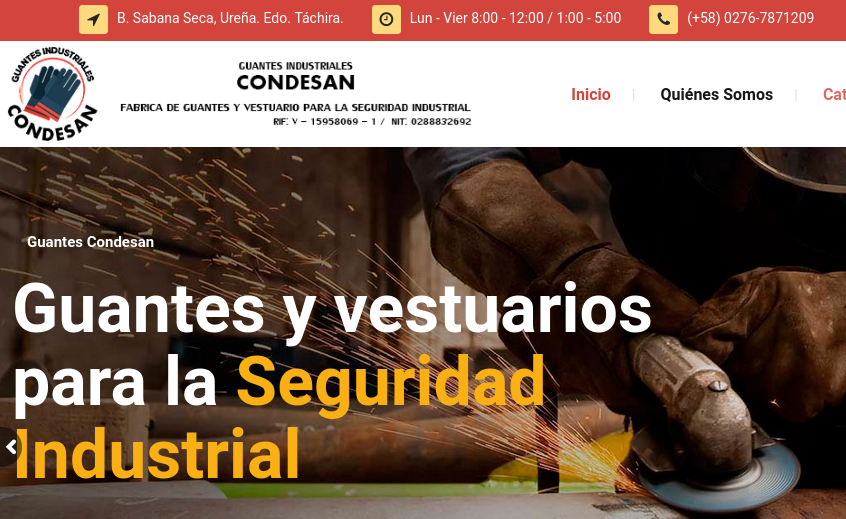 B. Sabana Seca, Ureña. Edo. Táchira.
Lun - Vier 8:00 - 12:00 / 1:00 - 5:00
(+58) 0276-7871209
GUANTES INDUSTRIALES
CONDESAN
GUANTES INDUSTRIALES
CONDESAN
FABRICA DE GUANTES Y VESTUARIO PARA LA SEGURIDAD INDUSTRIAL
RIF: V – 15958069 – 1 / NIT: 0288832692
Inicio
Quiénes Somos
Cat
Guantes Condesan
Guantes y vestuarios
para la Seguridad
Industrial